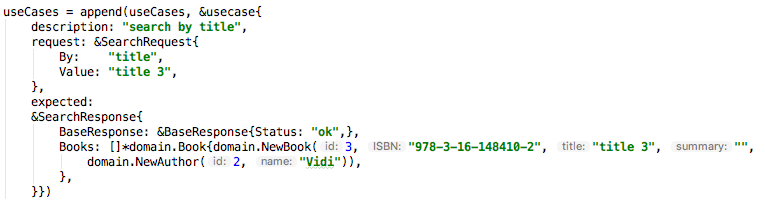 useCases = append(useCases, &usecase{
    description: "search by title",
    request: &SearchRequest{
        By:    "title",
        Value: "title 3",
    },
    expected:
    &SearchResponse{
        BaseResponse: &BaseResponse{Status: "ok",},
        Books: []*domain.Book{domain.NewBook( id: 3, ISBN: "978-3-16-148410-2", title: "title 3", summary: "",
            domain.NewAuthor( id: 2, name: "Vidi")),
        },
    }})